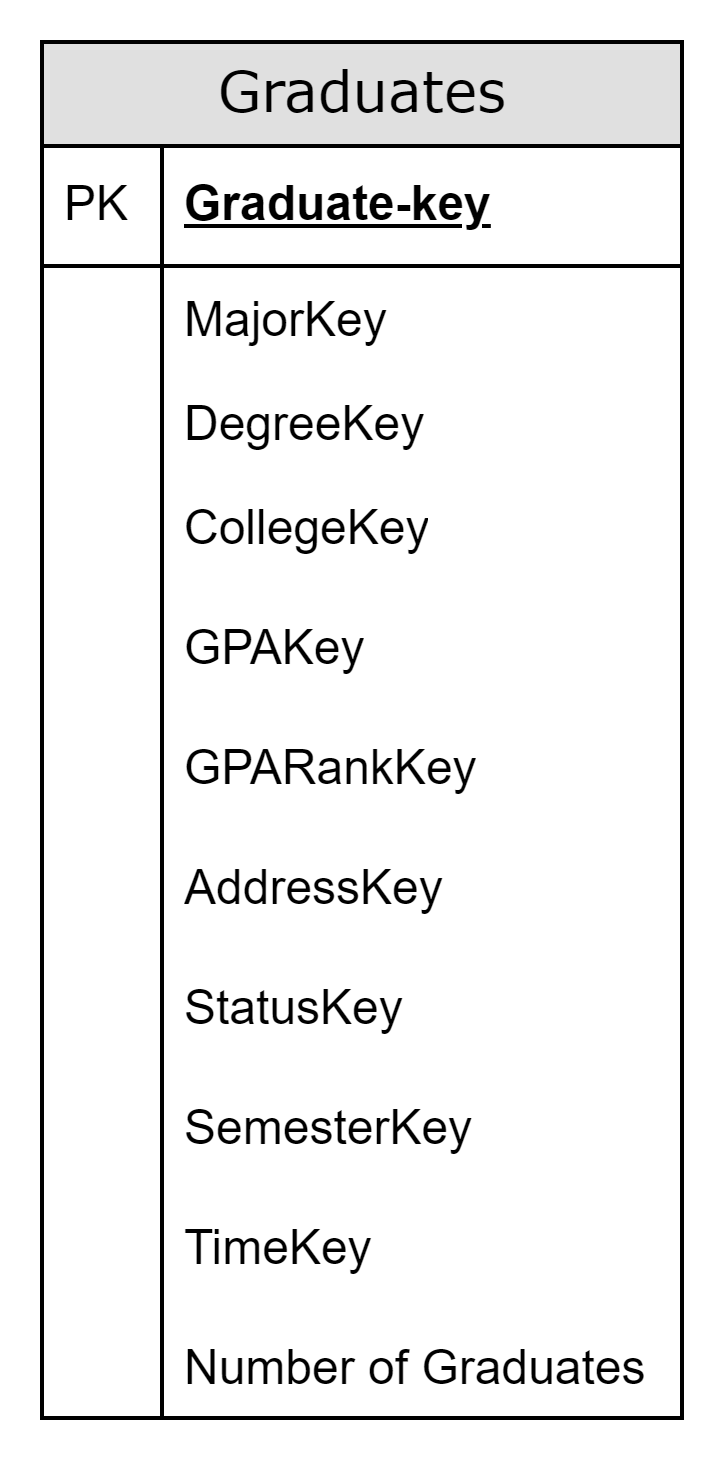 Graduates
PK Graduate-key
MajorKey
DegreeKey
CollegeKey
GPAKey
GPARankKey
AddressKey
StatusKey
SemesterKey
TimeKey
Number of Graduates